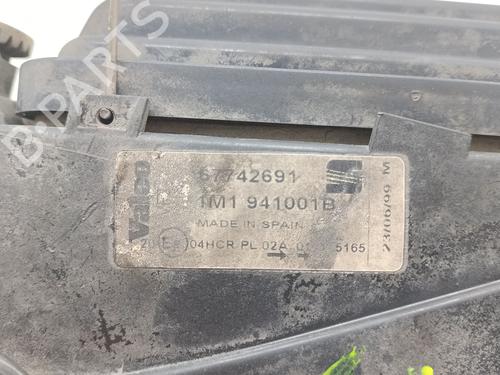 B-PARTS
Valeo
67742691
1M1 941001B
MADE IN SPAIN
04HCR PL 02A 5165
23/06/99 M